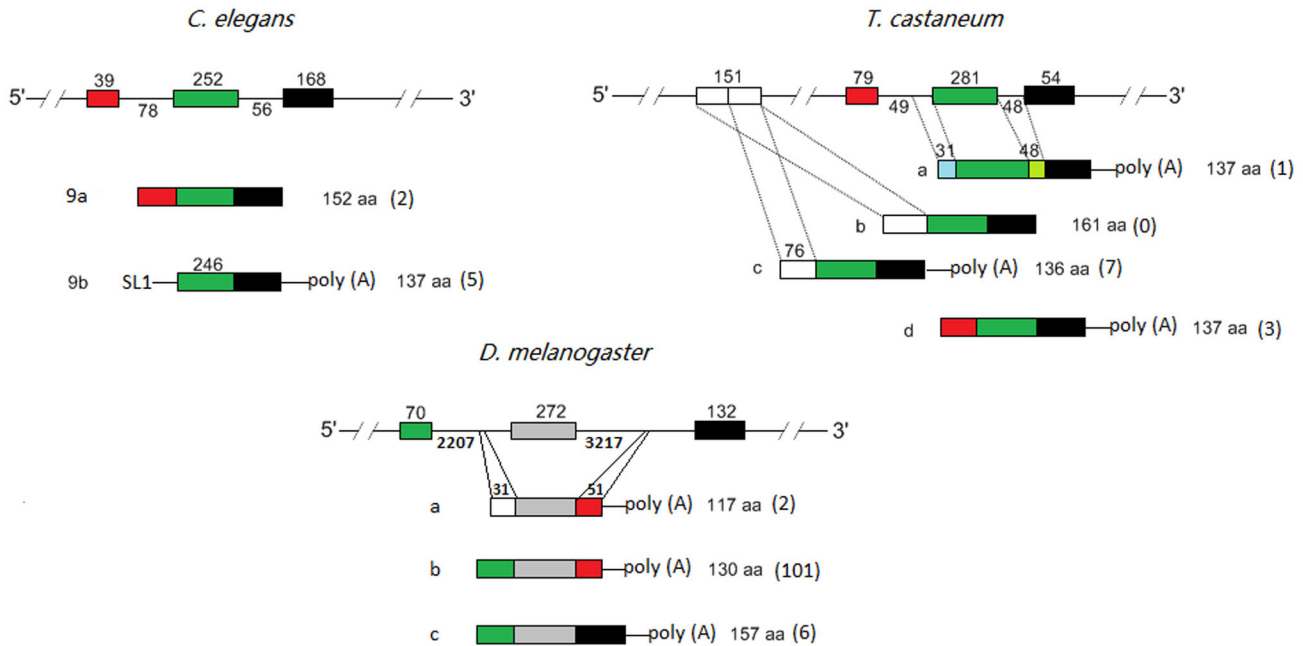 C. elegans
39 252 168
5' 78 56 3'
9a 152 aa (2)
246
9b SL1 poly (A) 137 aa (5)
T. castaneum
151 79 281 54
5' 49 48 3'
31 48
a poly (A) 137 aa (1)
b 161 aa (0)
76
c poly (A) 136 aa (7)
d poly (A) 137 aa (3)
D. melanogaster
70 272 132
5' 2207 3217 3'
31 51
a poly (A) 117 aa (2)
b poly (A) 130 aa (101)
c poly (A) 157 aa (6)